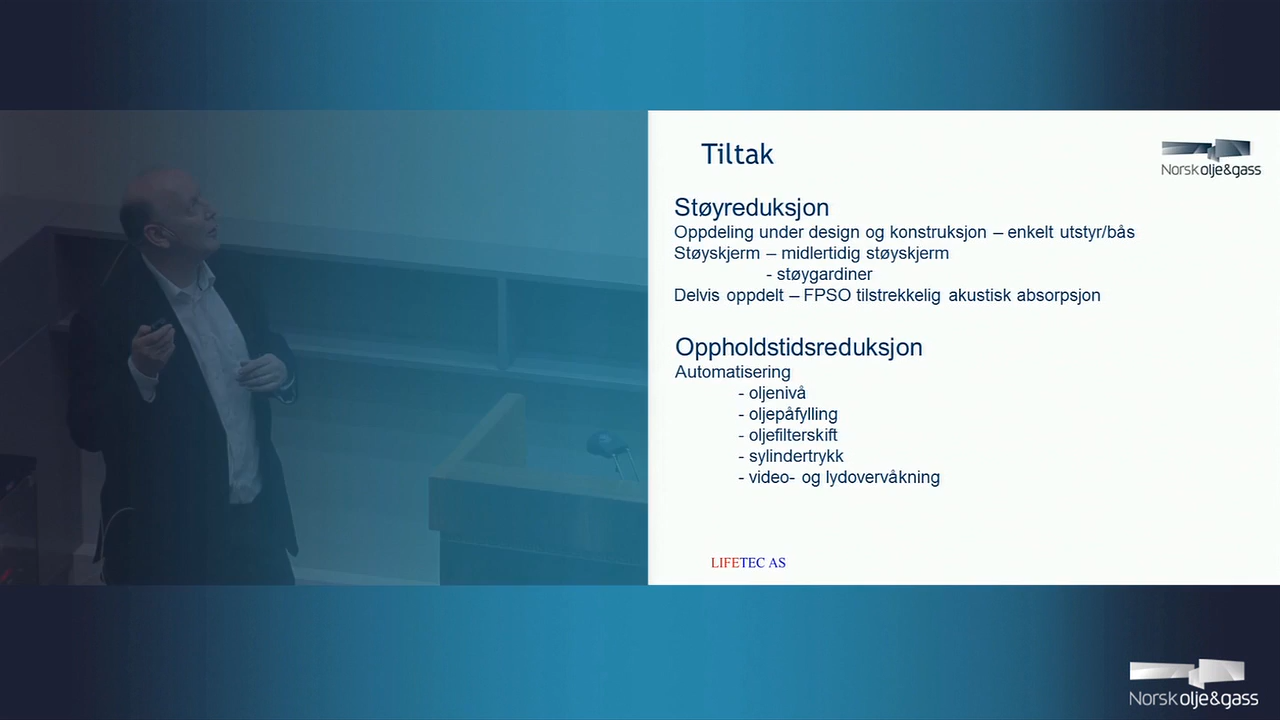 Tiltak
Norsk olje&gass
Støyreduksjon
Oppdeling under design og konstruksjon – enkelt utstyr/bås
Støyskjerm – midlertidig støyskjerm
- støygardiner
Delvis oppdelt – FPSO tilstrekkelig akustisk absorpsjon
Oppholdstidsreduksjon
Automatisering
- oljenivå
- oljepåfylling
- oljefilterskift
- sylindertrykk
- video- og lydovervåkning
LIFETEC AS
Norsk olje&gass